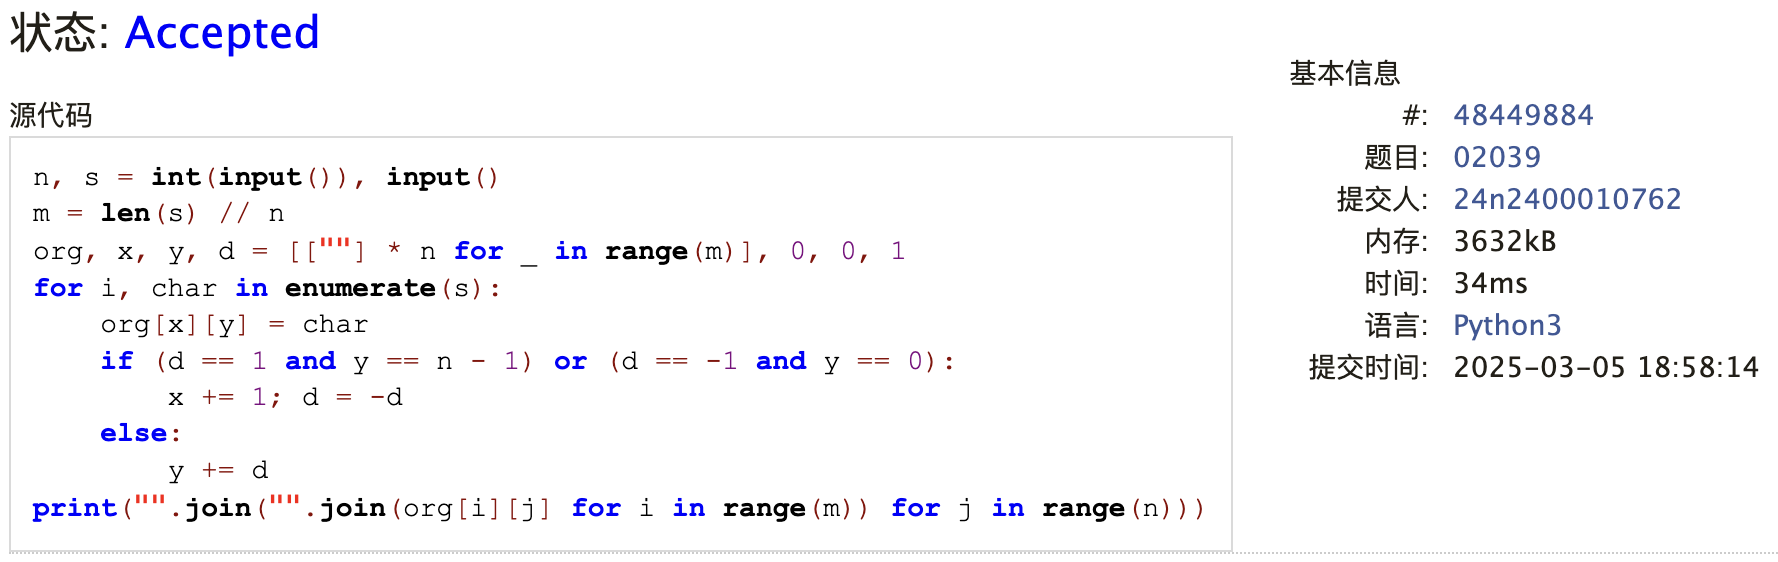 状态: Accepted
源代码
n, s = int(input()), input()
m = len(s) // n
org, x, y, d = [[""] * n for _ in range(m)], 0, 0, 1
for i, char in enumerate(s):
    org[x][y] = char
    if (d == 1 and y == n - 1) or (d == -1 and y == 0):
        x += 1; d = -d
    else:
        y += d
print("".join("".join(org[i][j] for i in range(m)) for j in range(n)))
基本信息
#: 48449884
题目: 02039
提交人: 24n2400010762
内存: 3632kB
时间: 34ms
语言: Python3
提交时间: 2025-03-05 18:58:14